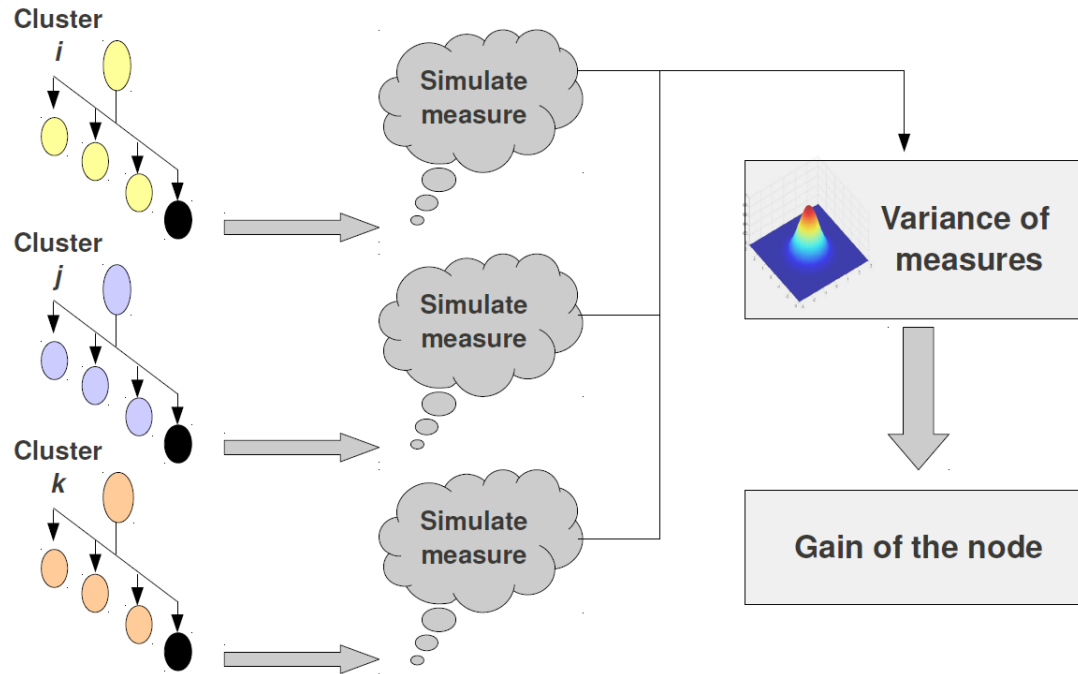 Cluster
i
Simulate
measure
Variance of
measures
Cluster
j
Simulate
measure
Cluster
k
Simulate
measure
Gain of the node